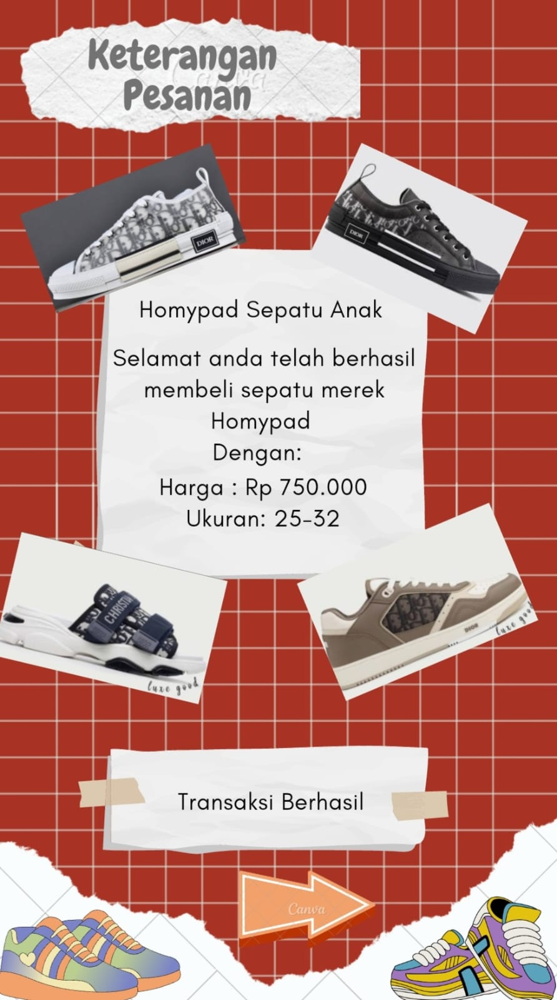 Keterangan
Pesanan
Canva
DIOR
DIOR
Homypad Sepatu Anak
Selamat anda telah berhasil
membeli sepatu merek
Homypad
Dengan:
Harga : Rp 750.000
Ukuran: 25-32
CHRISTIAN
luxe good
DIOR
luxe good
Transaksi Berhasil
Canva